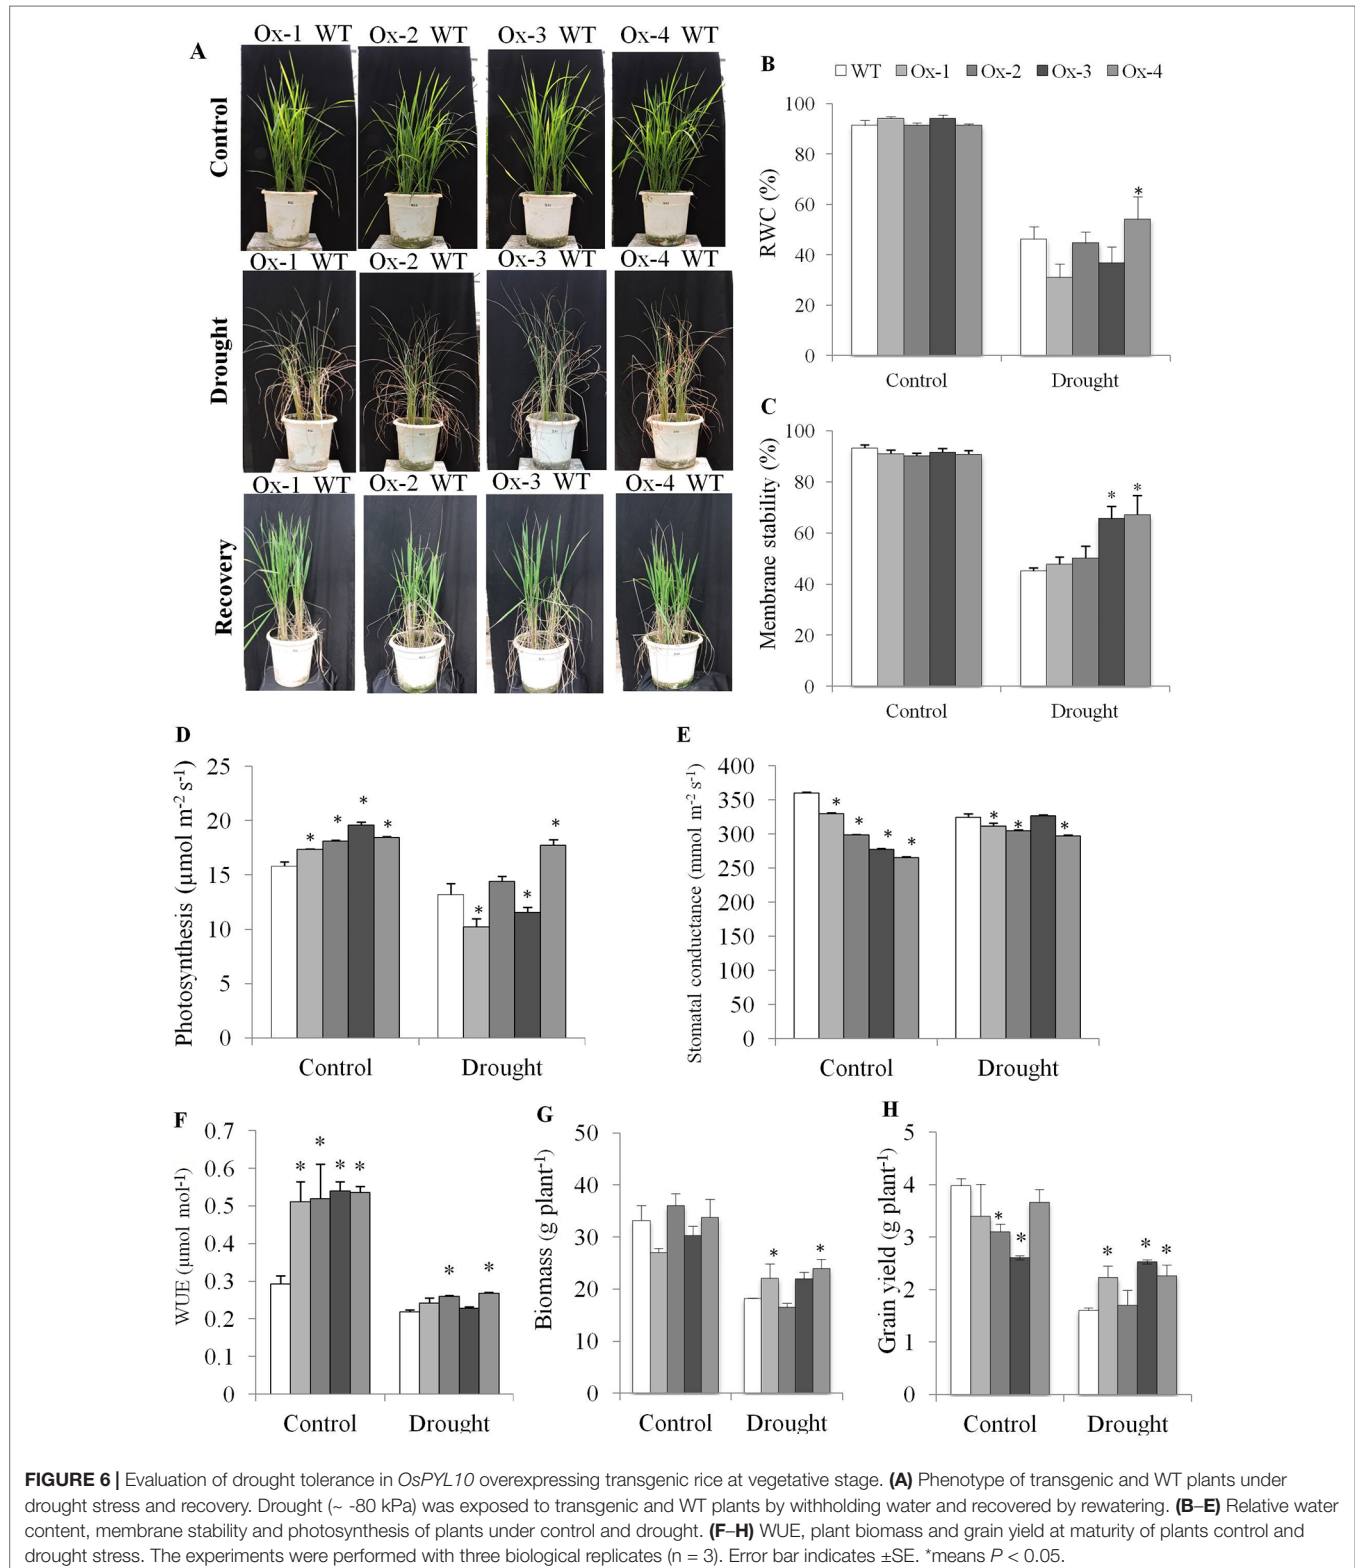 A
Ox-1 WT
Ox-2 WT
Ox-3 WT
Ox-4 WT
Control
Ox-1 WT
Ox-2 WT
Ox-3 WT
Ox-4 WT
Drought
Ox-1 WT
Ox-2 WT
Ox-3 WT
Ox-4 WT
Recovery
B
WT Ox-1 Ox-2 Ox-3 Ox-4
RWC (%)
100
80
60
40
20
0
*
Control Drought
C
Membrane stability (%)
100
80
60
40
20
0
* *
Control Drought
D
Photosynthesis (µmol m-2 s-1)
25
20
15
10
5
0
* * * * * * *
Control Drought
E
Stomatal conductance (mmol m-2 s-1)
400
350
300
250
200
150
100
50
0
* * * * * * *
Control Drought
F
WUE (µmol mol-1)
0.7
0.6
0.5
0.4
0.3
0.2
0.1
0
* * * * * *
Control Drought
G
Biomass (g plant-1)
50
40
30
20
10
0
* *
Control Drought
H
Grain yield (g plant-1)
5
4
3
2
1
0
* * * * *
Control Drought
FIGURE 6 | Evaluation of drought tolerance in OsPYL10 overexpressing transgenic rice at vegetative stage. (A) Phenotype of transgenic and WT plants under
drought stress and recovery. Drought (~ -80 kPa) was exposed to transgenic and WT plants by withholding water and recovered by rewatering. (B–E) Relative water
content, membrane stability and photosynthesis of plants under control and drought. (F–H) WUE, plant biomass and grain yield at maturity of plants control and
drought stress. The experiments were performed with three biological replicates (n = 3). Error bar indicates ±SE. *means P < 0.05.